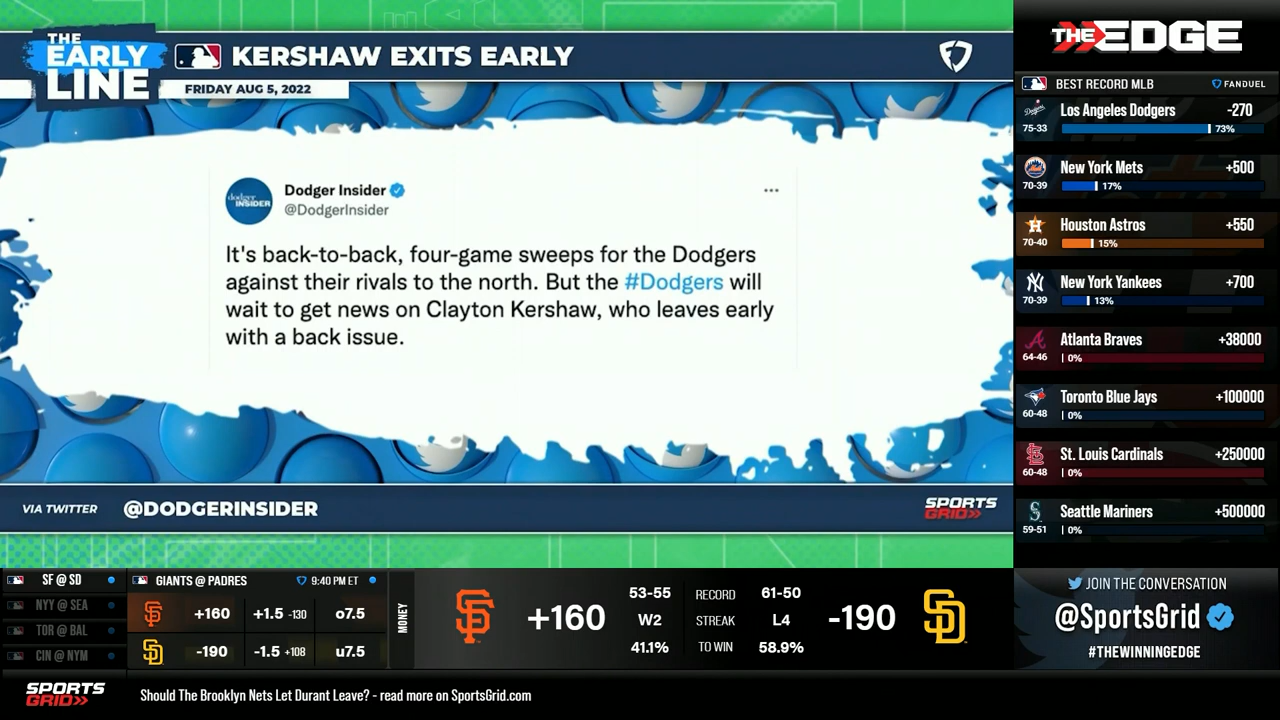 THE
EARLY
LINE
KERSHAW EXITS EARLY
FRIDAY AUG 5, 2022
dodger
INSIDER
Dodger Insider
@DodgerInsider
It's back-to-back, four-game sweeps for the Dodgers
against their rivals to the north. But the #Dodgers will
wait to get news on Clayton Kershaw, who leaves early
with a back issue.
VIA TWITTER @DODGERINSIDER
SPORTS
GRID
THE EDGE
BEST RECORD MLB FANDUEL
Dodgers
Los Angeles Dodgers -270
75-33 73%
New York Mets +500
70-39 17%
Houston Astros +550
70-40 15%
New York Yankees +700
70-39 13%
Atlanta Braves +38000
64-46 0%
Toronto Blue Jays +100000
60-48 0%
St. Louis Cardinals +250000
60-48 0%
Seattle Mariners +500000
59-51 0%
SF @ SD
NYY @ SEA
TOR @ BAL
CIN @ NYM
GIANTS @ PADRES 9:40 PM ET
SF +160 +1.5 -130 o7.5
SD -190 -1.5 +108 u7.5
MONEY
SF +160
53-55 RECORD 61-50
W2 STREAK L4
41.1% TO WIN 58.9%
-190 SD
JOIN THE CONVERSATION
@SportsGrid
#THEWINNINGEDGE
SPORTS
GRID
Should The Brooklyn Nets Let Durant Leave? - read more on SportsGrid.com